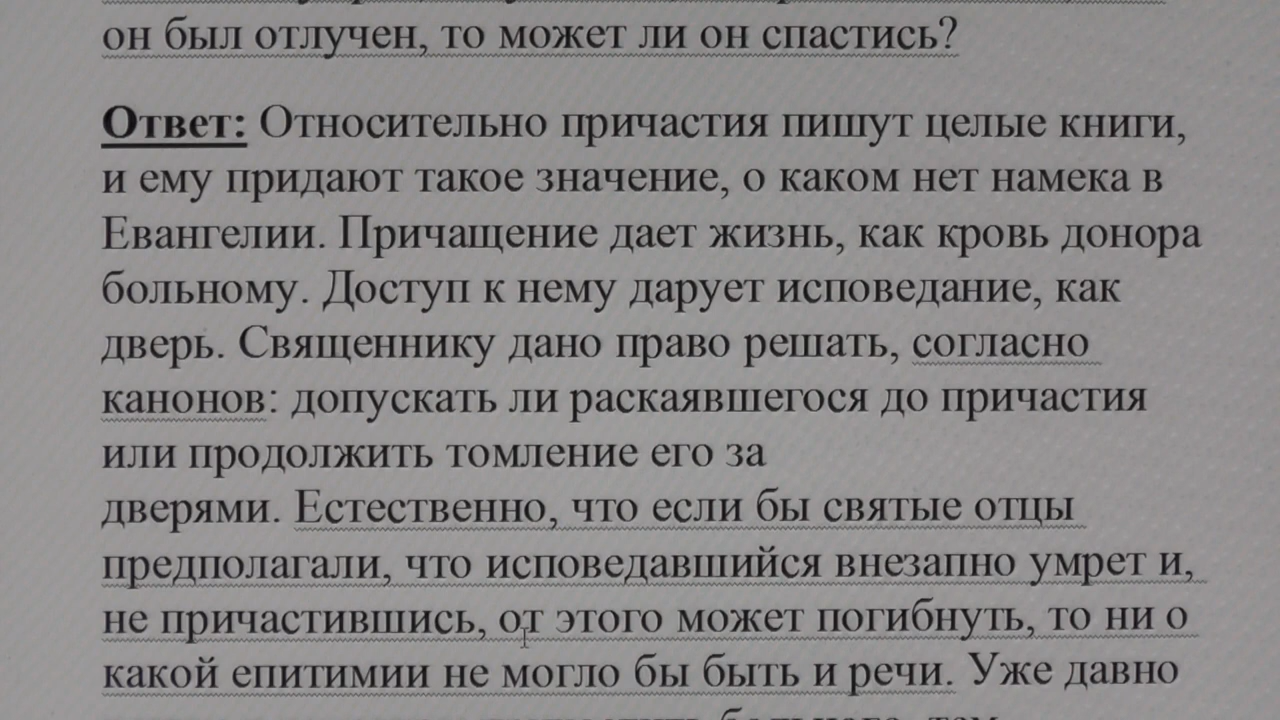 он был отлучен, то может ли он спастись?
Ответ: Относительно причастия пишут целые книги,
и ему придают такое значение, о каком нет намека в
Евангелии. Причащение дает жизнь, как кровь донора
больному. Доступ к нему дарует исповедание, как
дверь. Священнику дано право решать, согласно
канонов: допускать ли раскаявшегося до причастия
или продолжить томление его за
дверями. Естественно, что если бы святые отцы
предполагали, что исповедавшийся внезапно умрет и,
не причастившись, от этого может погибнуть, то ни о
какой епитимии не могло бы быть и речи. Уже давно
больного, там